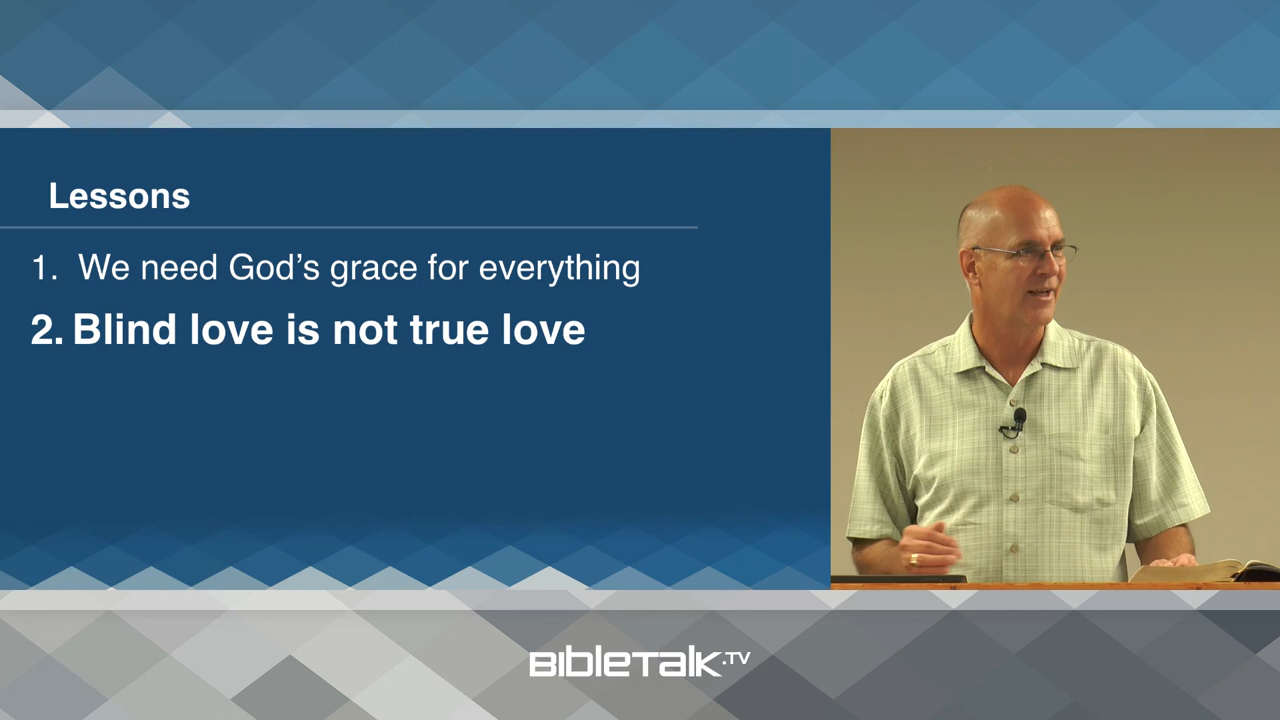 Lessons
1. We need God’s grace for everything
2. Blind love is not true love
BIBLETALK.TV